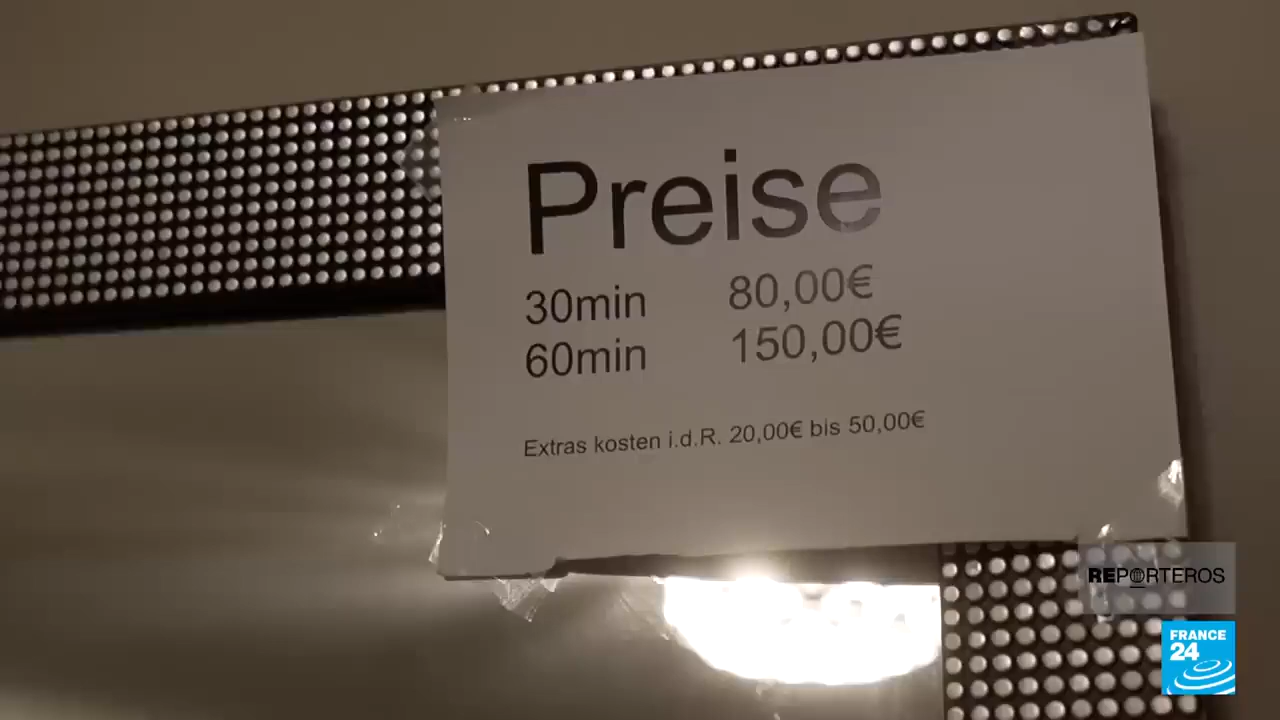 Preise
30min 80,00€
60min 150,00€
Extras kosten i.d.R. 20,00€ bis 50,00€
REPORTEROS
FRANCE
24